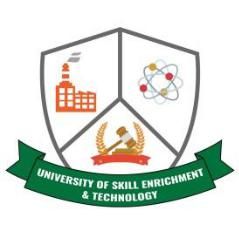 UNIVERSITY OF SKILL ENRICHMENT
& TECHNOLOGY